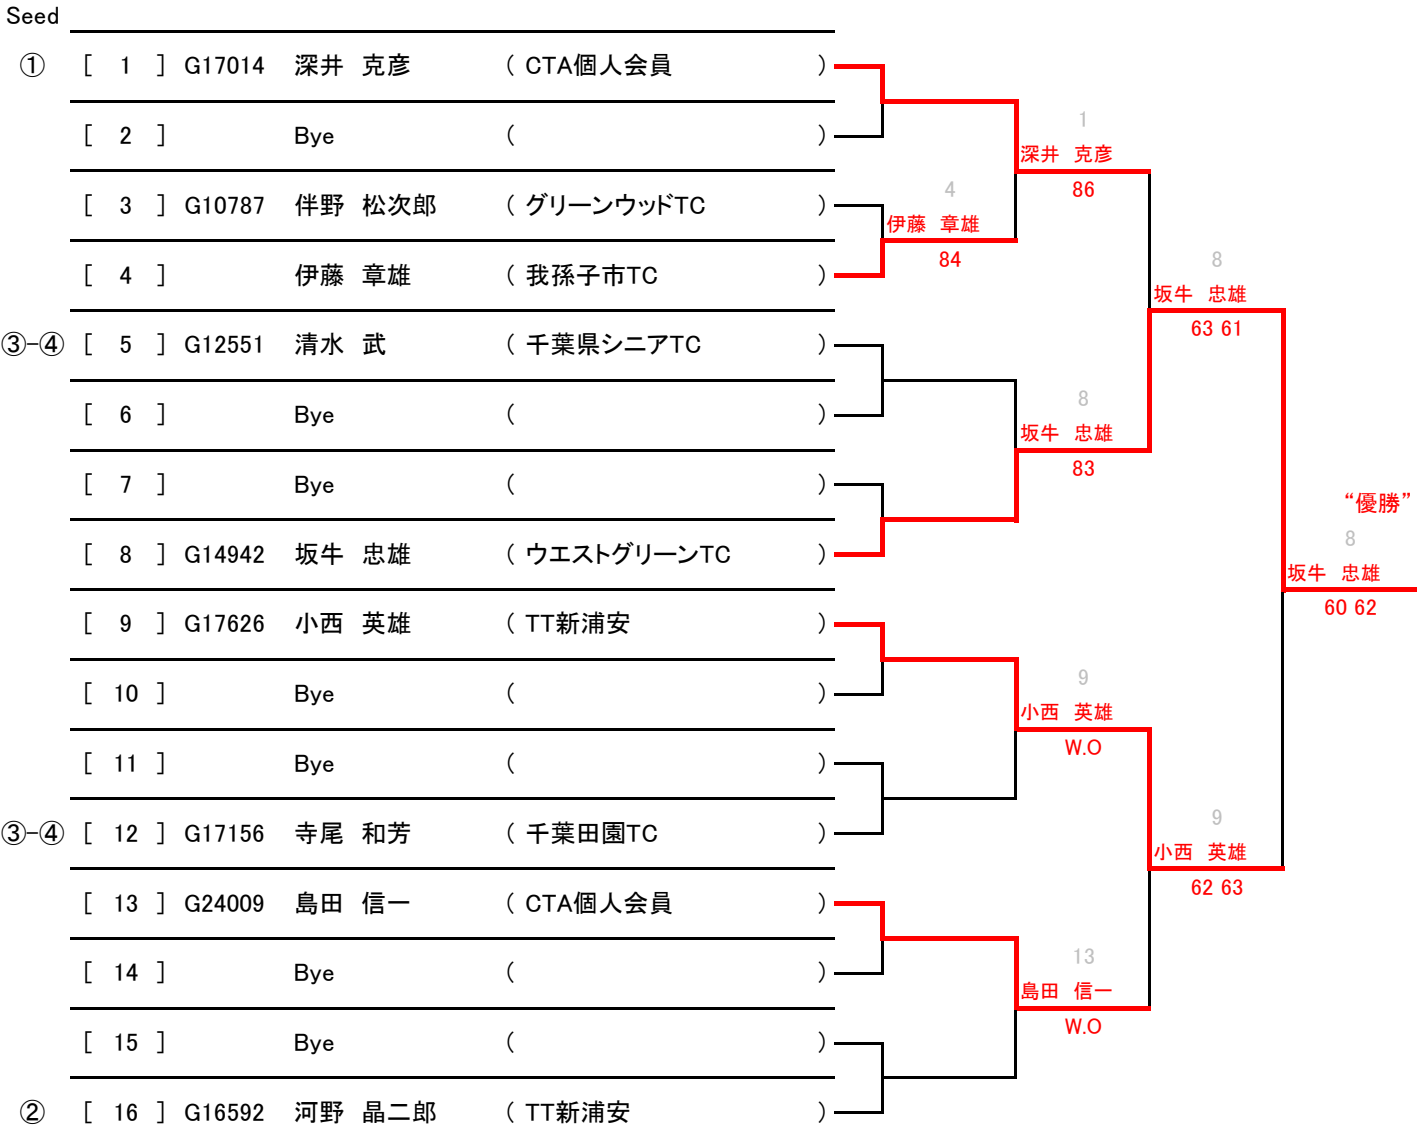 Seed
① [ 1 ] G17014 深井 克彦 ( CTA個人会員 )
1
[ 2 ] Bye ( )
深井 克彦
86
4
[ 3 ] G10787 伴野 松次郎 ( グリーンウッドTC )
伊藤 章雄
84
8
[ 4 ] 伊藤 章雄 ( 我孫子市TC )
坂牛 忠雄
63 61
③-④ [ 5 ] G12551 清水 武 ( 千葉県シニアTC )
8
[ 6 ] Bye ( )
坂牛 忠雄
83
[ 7 ] Bye ( )
“優勝”
8
[ 8 ] G14942 坂牛 忠雄 ( ウエストグリーンTC )
坂牛 忠雄
60 62
[ 9 ] G17626 小西 英雄 ( TT新浦安 )
9
[ 10 ] Bye ( )
小西 英雄
W.O
[ 11 ] Bye ( )
9
③-④ [ 12 ] G17156 寺尾 和芳 ( 千葉田園TC )
小西 英雄
62 63
[ 13 ] G24009 島田 信一 ( CTA個人会員 )
13
[ 14 ] Bye ( )
島田 信一
W.O
[ 15 ] Bye ( )
② [ 16 ] G16592 河野 晶二郎 ( TT新浦安 )